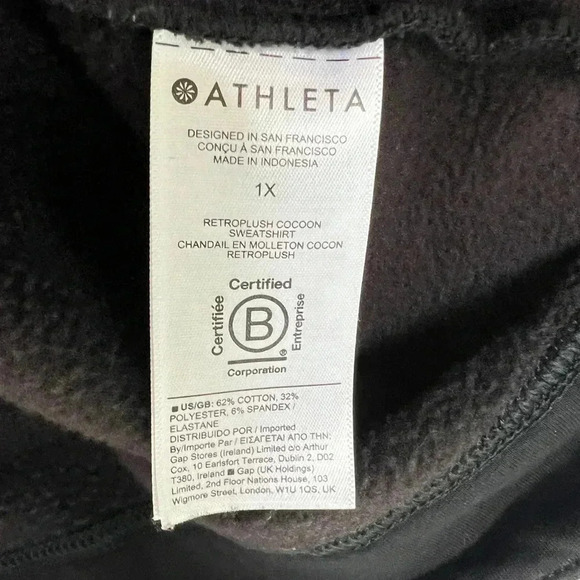 ATHLETA
DESIGNED IN SAN FRANCISCO
CONÇU À SAN FRANCISCO
MADE IN INDONESIA
1X
RETROPLUSH COCOON
SWEATSHIRT
CHANDAIL EN MOLLETON COCON
RETROPLUSH
Certified
Certifiée
B
®
Entreprise
Corporation
■ US/GB: 62% COTTON, 32%
POLYESTER, 6% SPANDEX /
ELASTANE
DISTRIBUIDO POR / Imported
By/Importe Par / ΕΙΣΑΓΕΤΑΙ ΑΠΟ ΤΗΝ:
Gap Stores (Ireland) Limited c/o Arthur
Cox, 10 Earlsfort Terrace, Dublin 2, D02
T380, Ireland ■ Gap (UK Holdings)
Limited, 2nd Floor Nations House, 103
Wigmore Street, London, W1U 1QS, UK